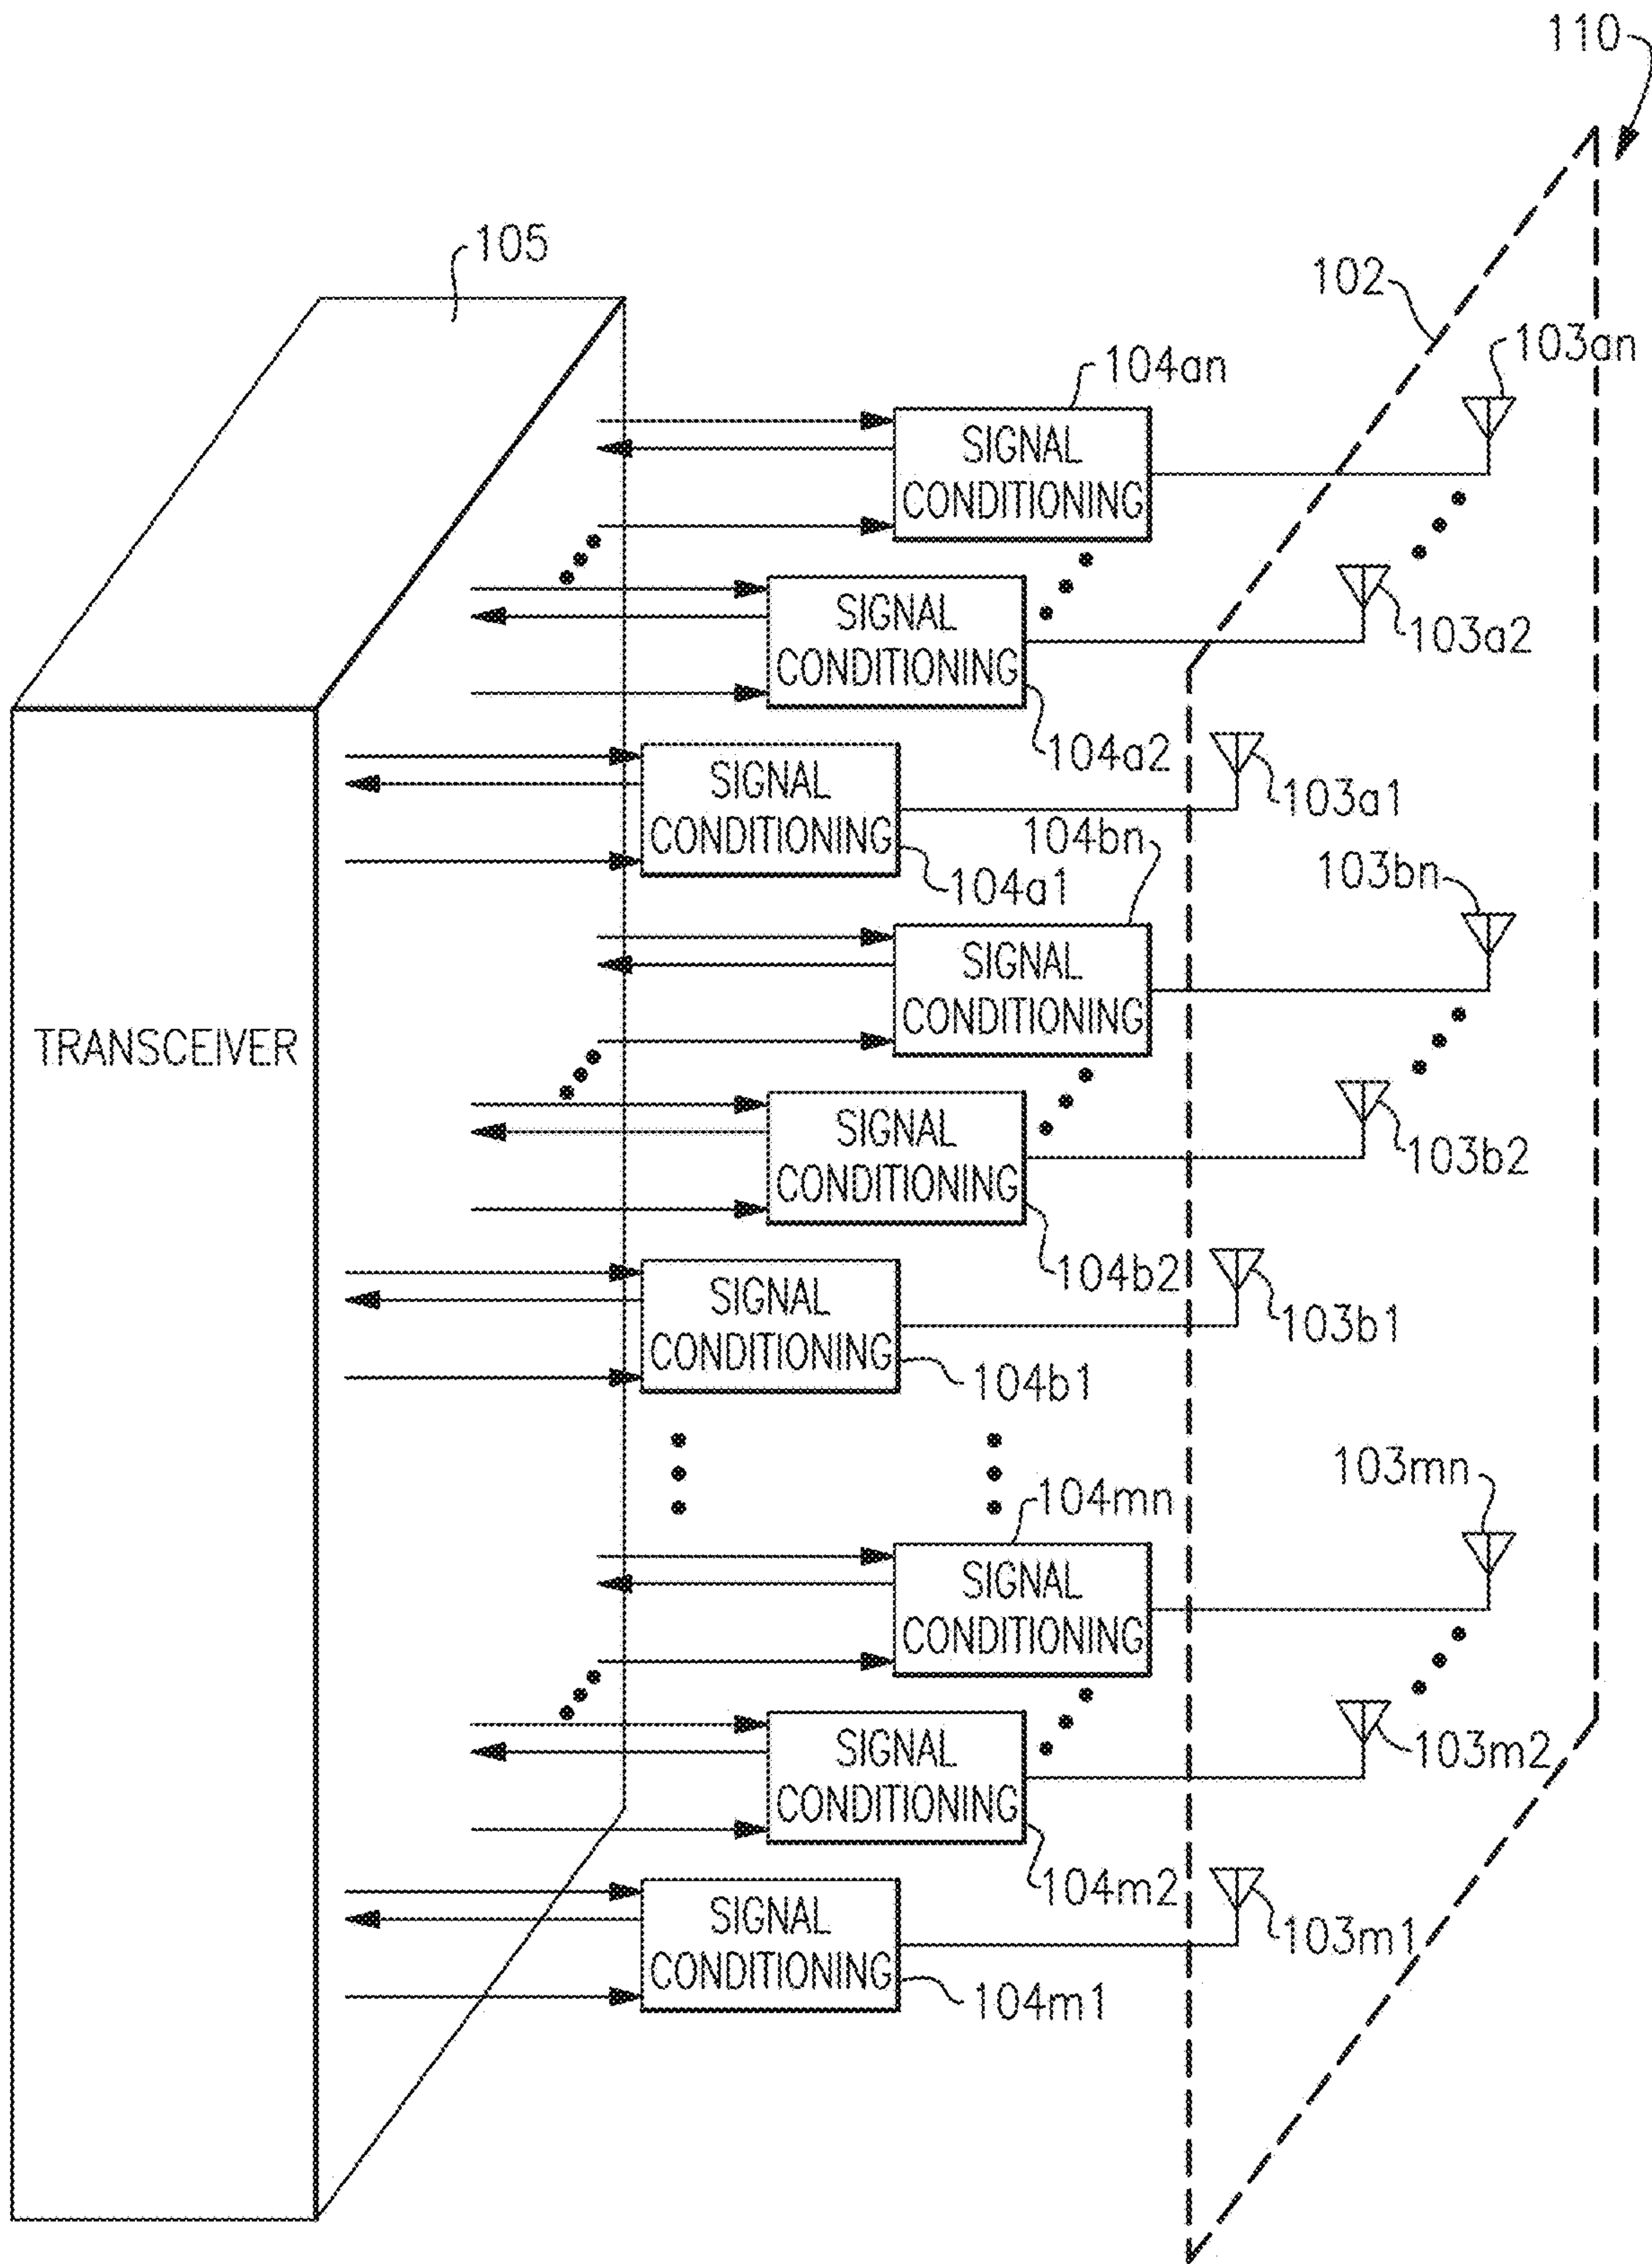 110
105
102
103an
104an
SIGNAL
CONDITIONING
SIGNAL
CONDITIONING
103a2
104a2
SIGNAL
CONDITIONING
103a1
104bn
104a1
103bn
SIGNAL
CONDITIONING
TRANSCEIVER
SIGNAL
CONDITIONING
103b2
104b2
SIGNAL
CONDITIONING
103b1
104b1
103mn
104mn
SIGNAL
CONDITIONING
SIGNAL
CONDITIONING
103m2
104m2
SIGNAL
CONDITIONING
103m1
104m1